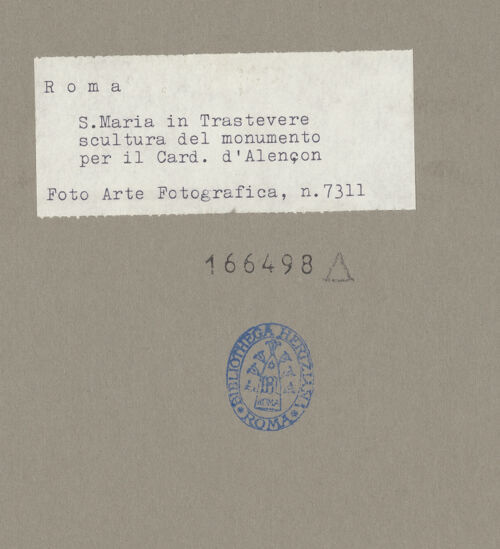 Roma
S.Maria in Trastevere
scultura del monumento
per il Card. d'Alençon
Foto Arte Fotografica, n.7311
166498
BIBLIOTHECA HERTZIANA
ROMA
ROMA